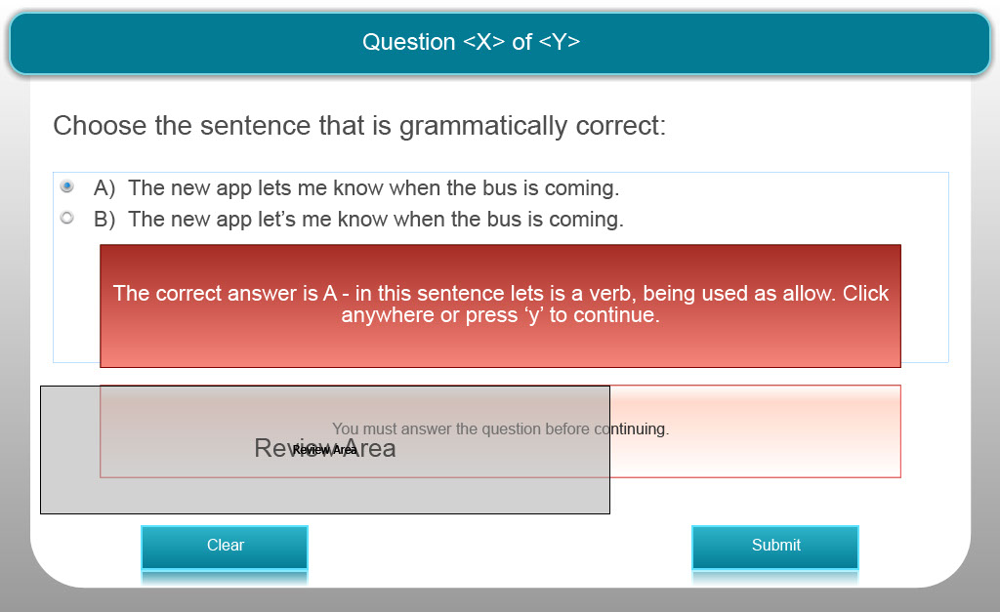 Question <X> of <Y>
Choose the sentence that is grammatically correct:
A) The new app lets me know when the bus is coming.
B) The new app let’s me know when the bus is coming.
The correct answer is A - in this sentence lets is a verb, being used as allow. Click
anywhere or press ‘y’ to continue.
You must answer the question before continuing.
Review Area
Review Area
Clear
Submit